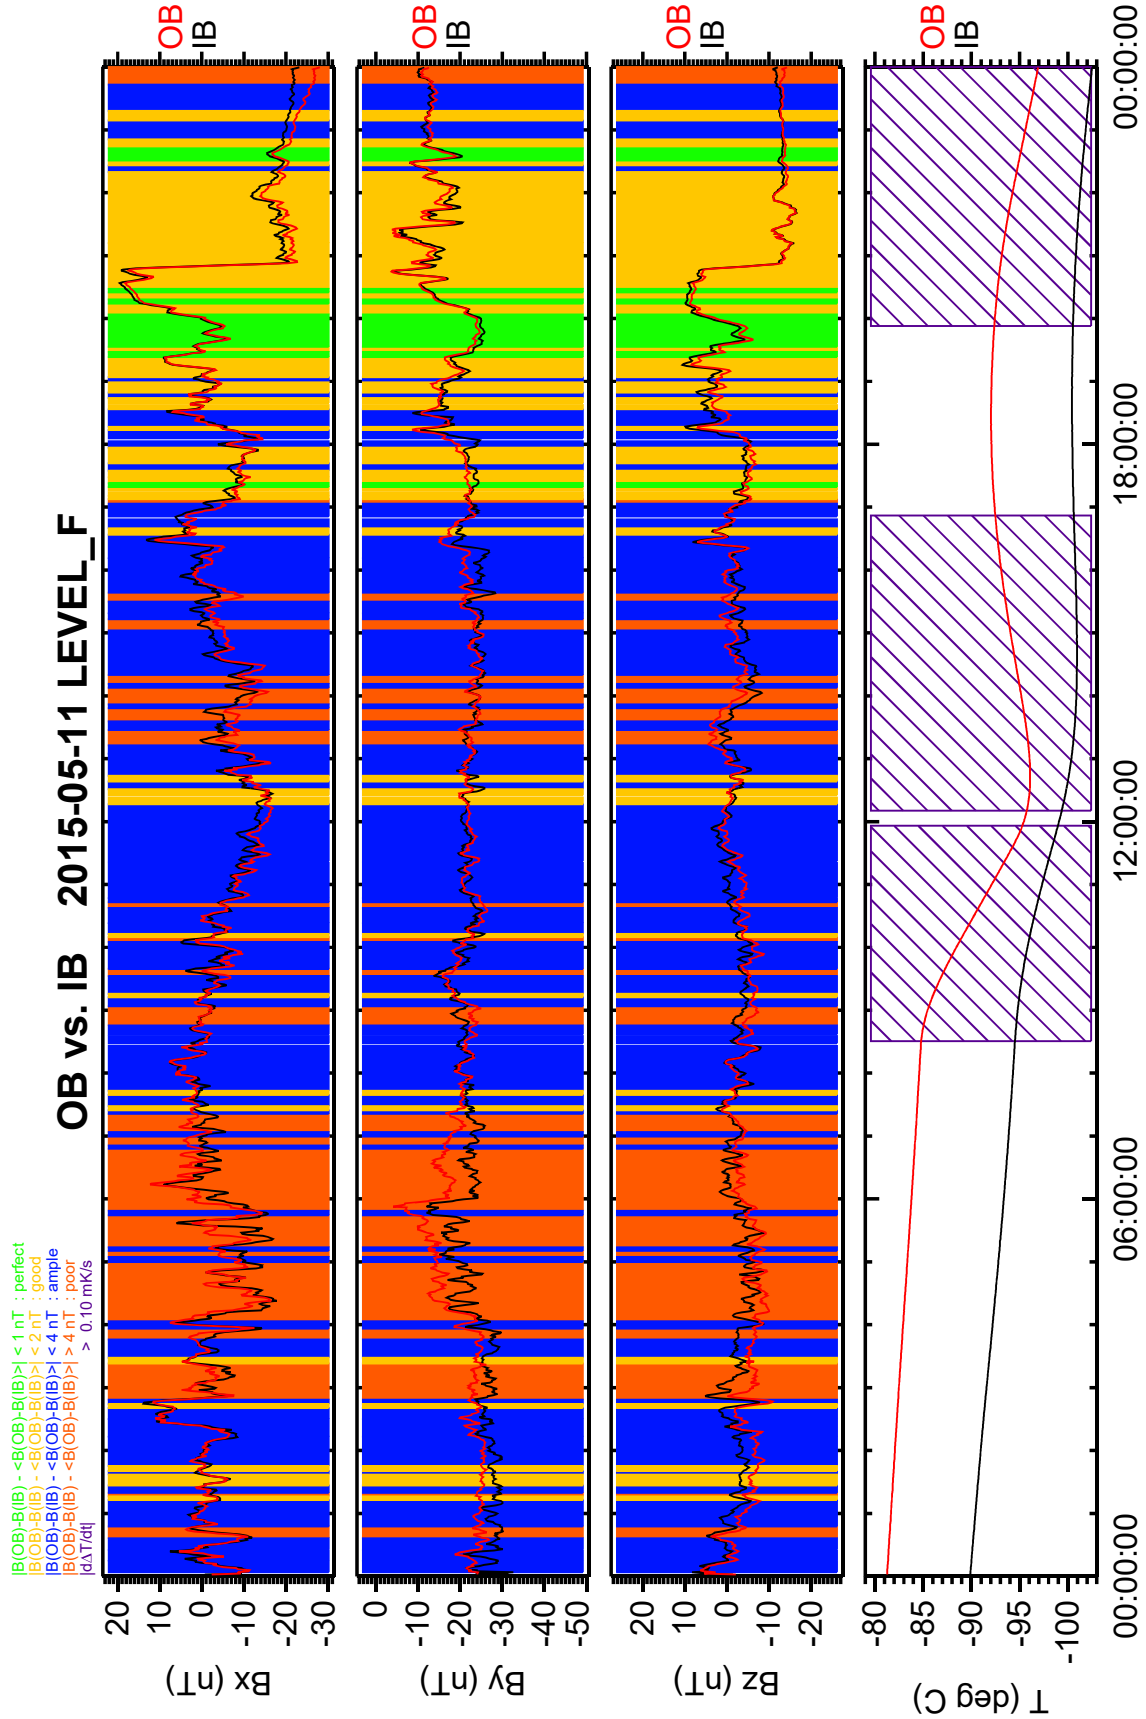 OB vs. IB 2015-05-11 LEVEL_F
|B(OB)-B(IB) - <B(OB)-B(IB)>| < 1 nT : perfect
|B(OB)-B(IB) - <B(OB)-B(IB)>| < 2 nT : good
|B(OB)-B(IB) - <B(OB)-B(IB)>| < 4 nT : ample
|B(OB)-B(IB) - <B(OB)-B(IB)>| > 4 nT : poor
|dΔT/dt| > 0.10 mK/s
Bx (nT)
20
10
0
-10
-20
-30
OB
IB
By (nT)
0
-10
-20
-30
-40
-50
OB
IB
Bz (nT)
20
10
0
-10
-20
OB
IB
T (deg C)
-80
-85
-90
-95
-100
OB
IB
00:00:00 06:00:00 12:00:00 18:00:00 00:00:00